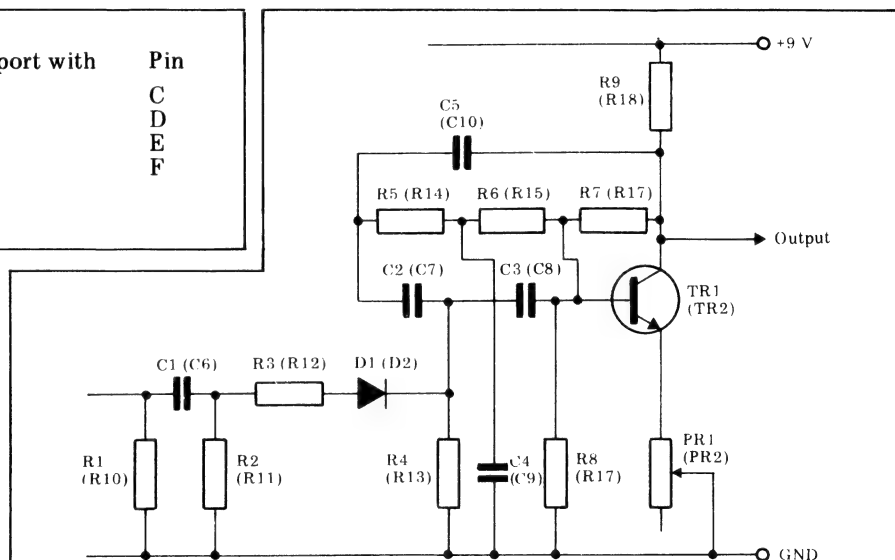 port with Pin
C
D
E
F
+9 V
R9
(R18)
C5
(C10)
R5 (R14) R6 (R15) R7 (R17)
Output
C2 (C7) C3 (C8)
TR1
(TR2)
C1 (C6) R3 (R12) D1 (D2)
R1
(R10)
R2
(R11)
R4
(R13)
C4
(C9)
R8
(R17)
PR1
(PR2)
GND